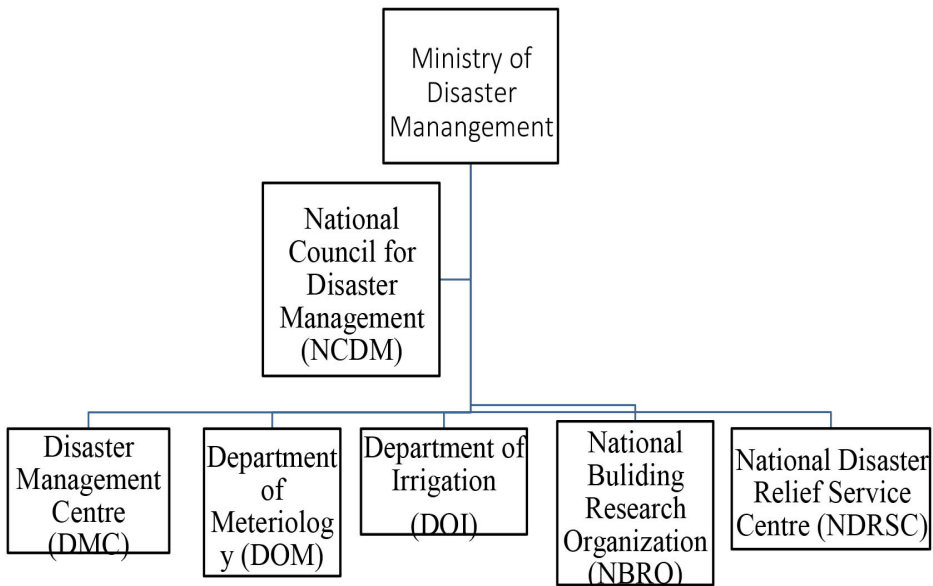 Ministry of
Disaster
Manangement
National
Council for
Disaster
Management
(NCDM)
Disaster
Management
Centre
(DMC)
Department
of
Meteriolog
y (DOM)
Department of
Irrigation
(DOI)
National
Buliding
Research
Organization
(NBRO)
National Disaster
Relief Service
Centre (NDRSC)